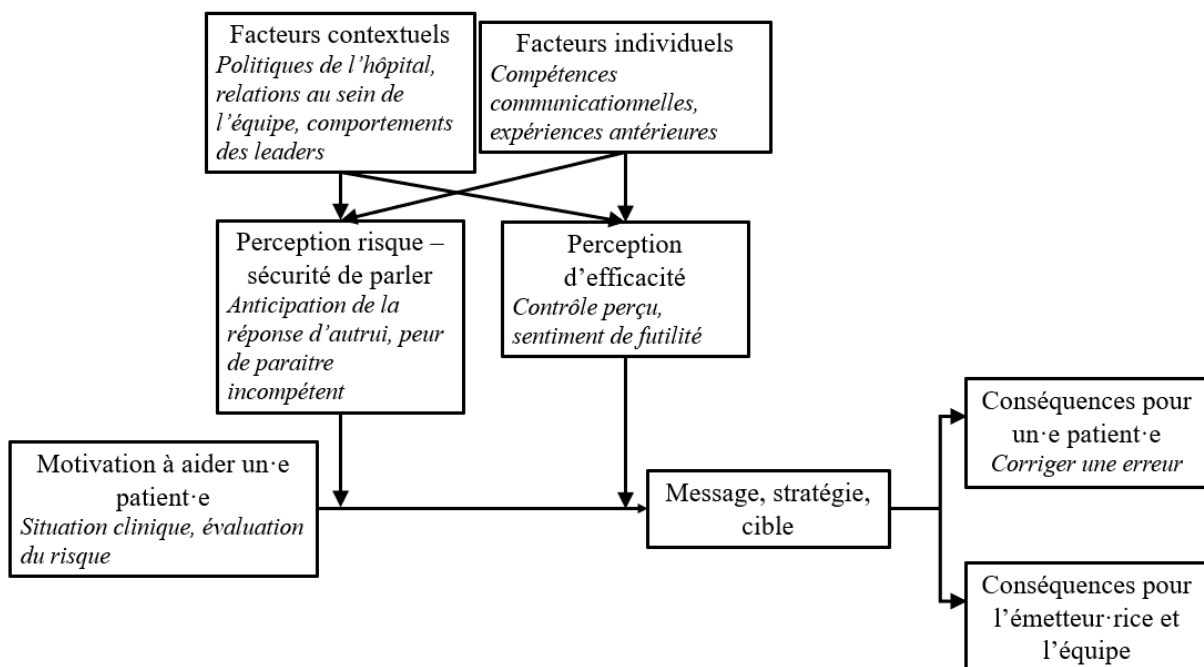 Facteurs contextuels
Politiques de l’hôpital,
relations au sein de
l’équipe, comportements
des leaders
Facteurs individuels
Compétences
communicationnelles,
expériences antérieures
Perception risque –
sécurité de parler
Anticipation de la
réponse d’autrui, peur
de paraitre
incompétent
Perception
d’efficacité
Contrôle perçu,
sentiment de futilité
Motivation à aider un·e
patient·e
Situation clinique, évaluation
du risque
Message, stratégie,
cible
Conséquences pour
un·e patient·e
Corriger une erreur
Conséquences pour
l’émetteur·rice et
l’équipe